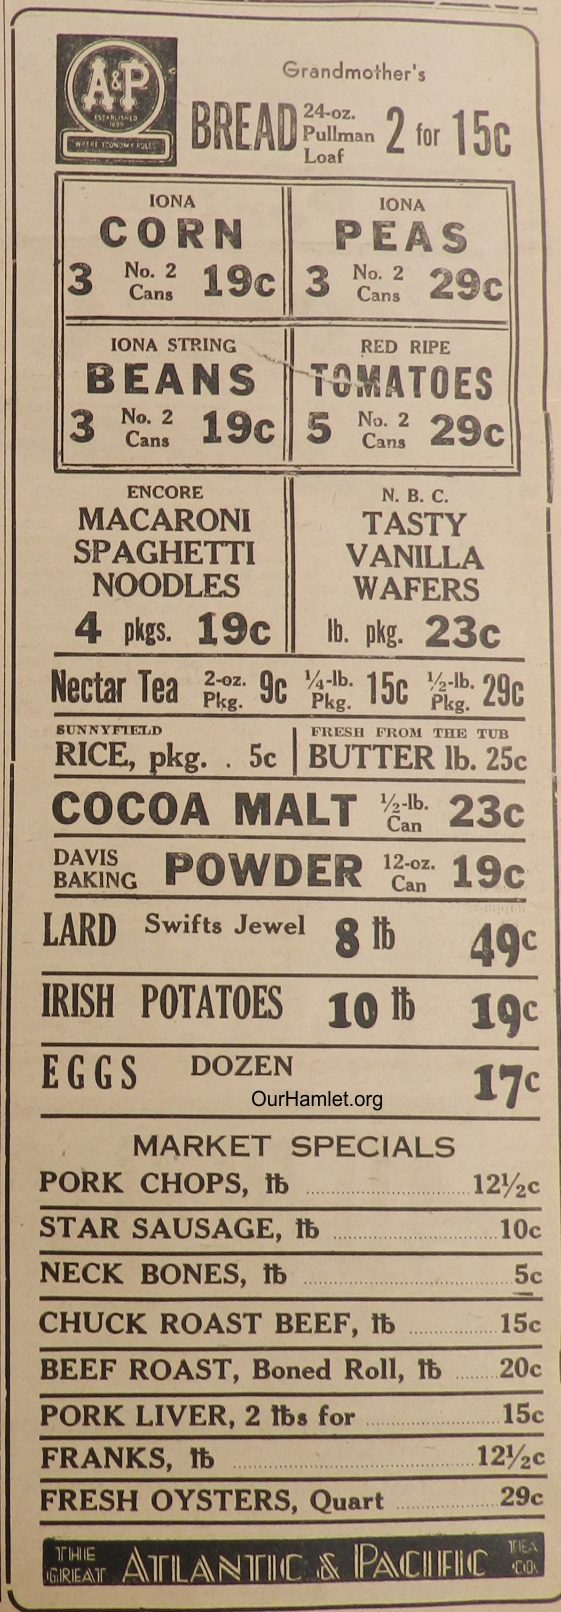 A&P
ESTABLISHED
1859
"WHERE ECONOMY RULES"
Grandmother's
BREAD 24-oz. Pullman Loaf 2 for 15c
IONA
CORN
3 No. 2 Cans 19c
IONA
PEAS
3 No. 2 Cans 29c
IONA STRING
BEANS
3 No. 2 Cans 19c
RED RIPE
TOMATOES
5 No. 2 Cans 29c
ENCORE
MACARONI
SPAGHETTI
NOODLES
4 pkgs. 19c
N. B. C.
TASTY
VANILLA
WAFERS
lb. pkg. 23c
Nectar Tea 2-oz. Pkg. 9c ¼-lb. Pkg. 15c ½-lb. Pkg. 29c
SUNNYFIELD
RICE, pkg. . 5c
FRESH FROM THE TUB
BUTTER lb. 25c
COCOA MALT ½-lb. Can 23c
DAVIS BAKING POWDER 12-oz. Can 19c
LARD Swifts Jewel 8 lb 49c
IRISH POTATOES 10 lb 19c
EGGS DOZEN 17c
OurHamlet.org
MARKET SPECIALS
PORK CHOPS, lb ........................ 12½c
STAR SAUSAGE, lb ........................ 10c
NECK BONES, lb ........................ 5c
CHUCK ROAST BEEF, lb ................ 15c
BEEF ROAST, Boned Roll, lb ........ 20c
PORK LIVER, 2 lbs for .................... 15c
FRANKS, lb .................................... 12½c
FRESH OYSTERS, Quart ................ 29c
THE GREAT ATLANTIC & PACIFIC TEA CO.